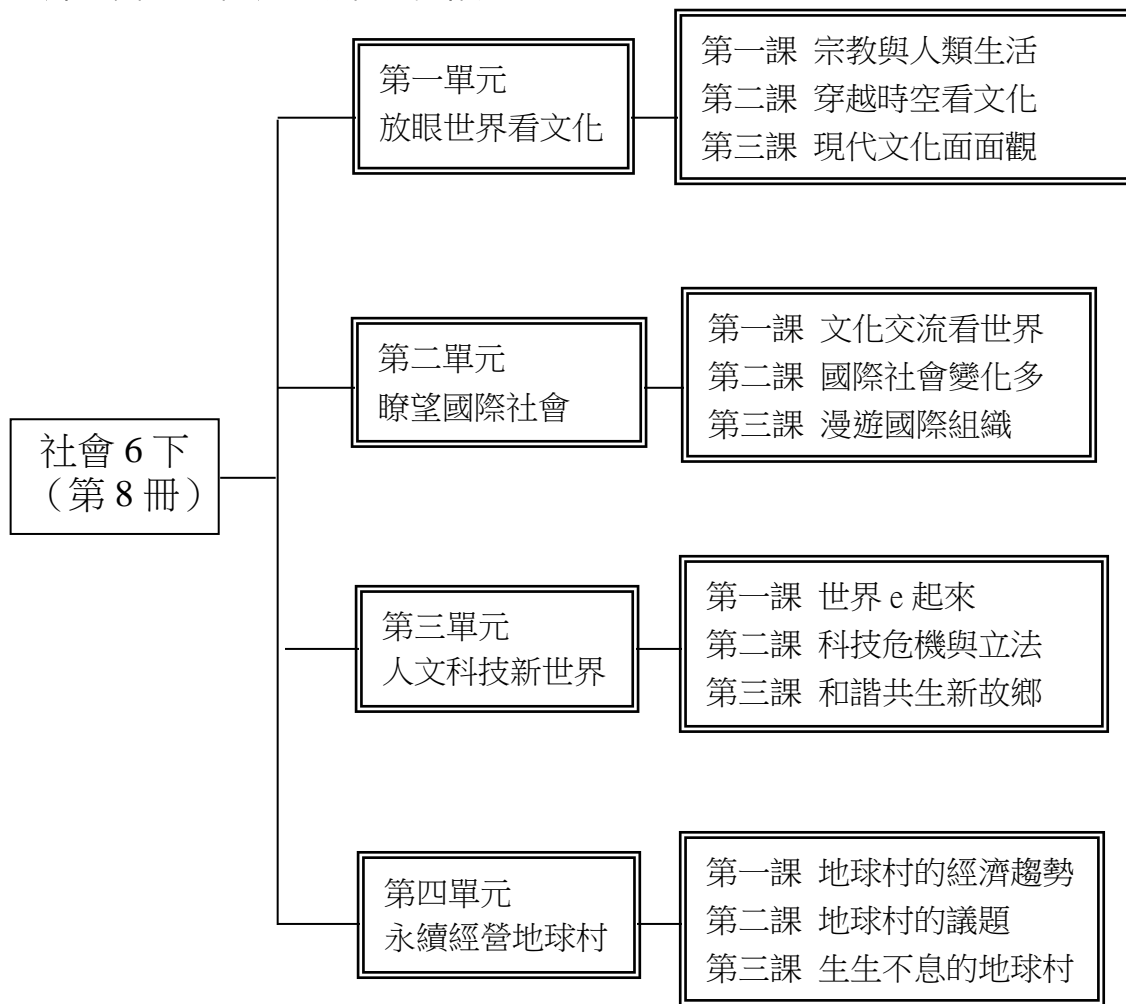 第一單元
放眼世界看文化
第一課 宗教與人類生活
第二課 穿越時空看文化
第三課 現代文化面面觀
第二單元
瞭望國際社會
第一課 文化交流看世界
第二課 國際社會變化多
第三課 漫遊國際組織
社會 6 下
（第 8 冊）
第三單元
人文科技新世界
第一課 世界 e 起來
第二課 科技危機與立法
第三課 和諧共生新故鄉
第四單元
永續經營地球村
第一課 地球村的經濟趨勢
第二課 地球村的議題
第三課 生生不息的地球村